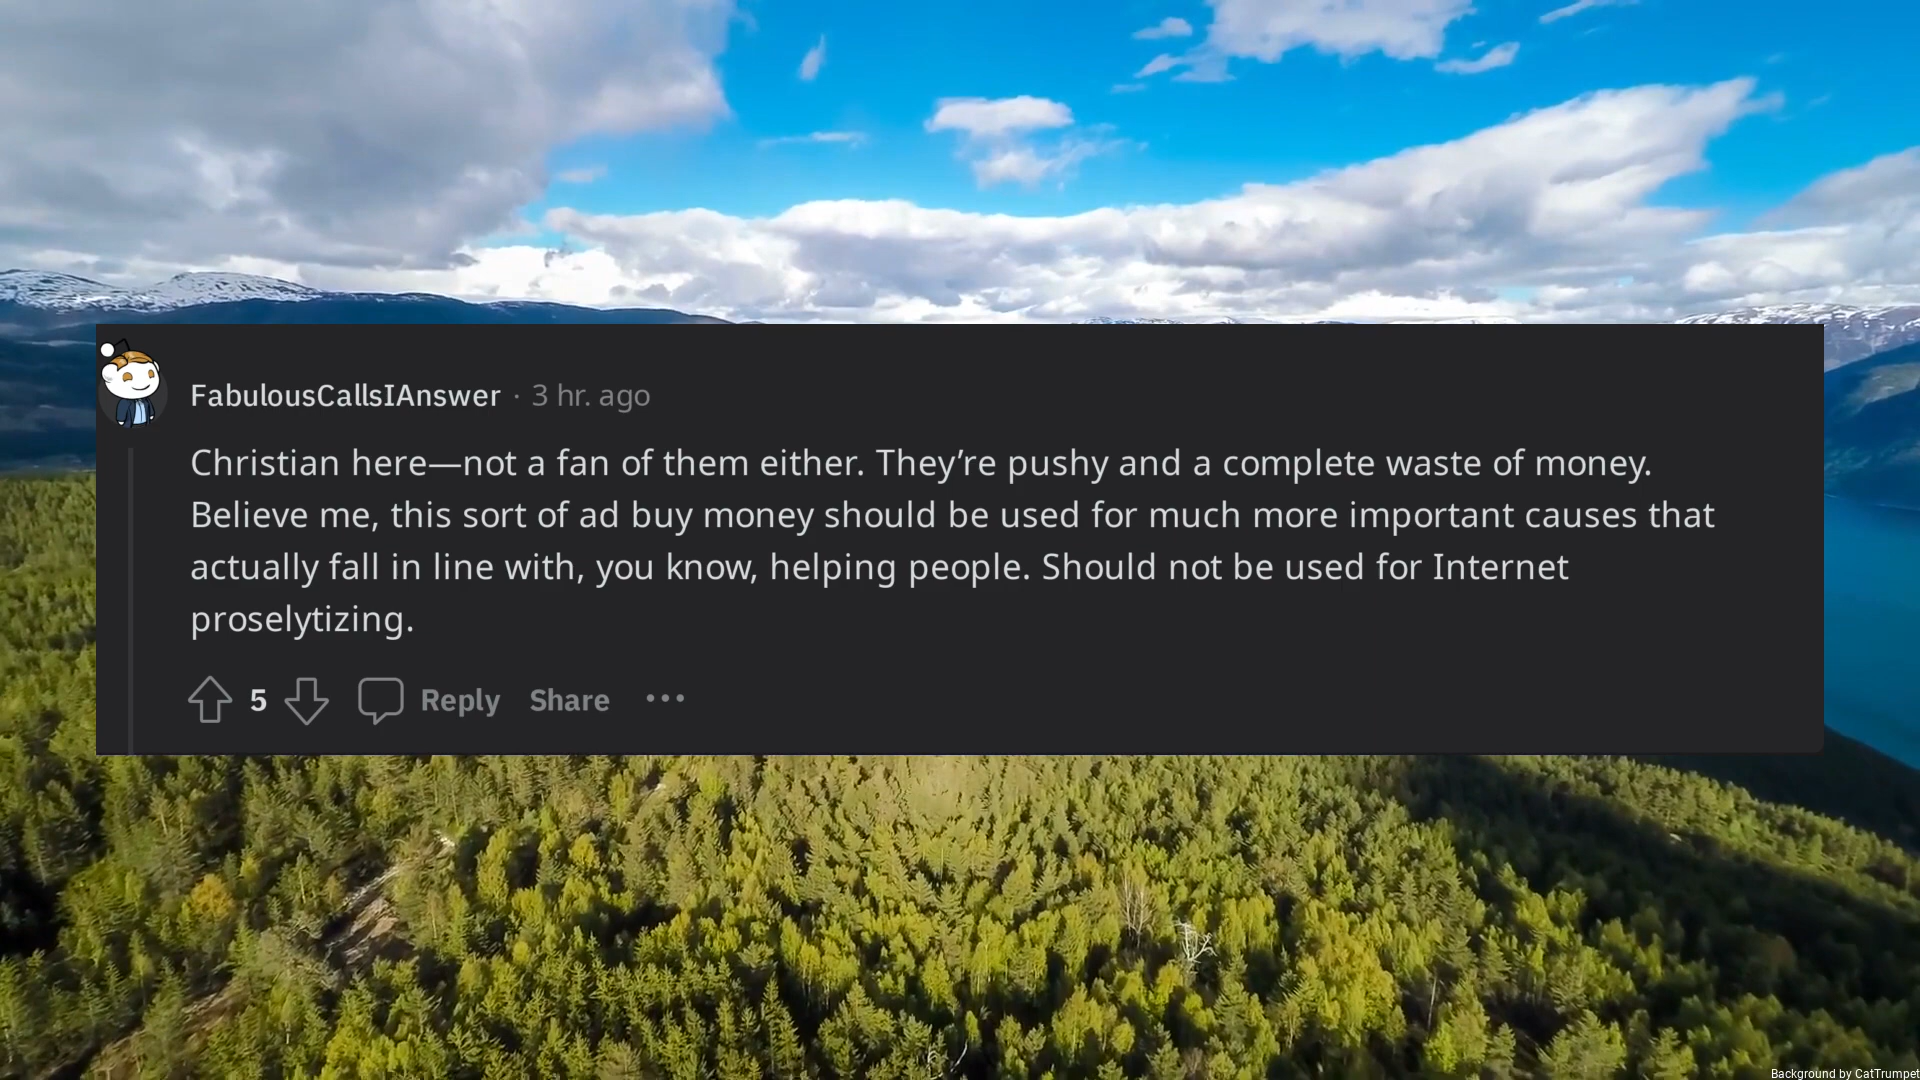 FabulousCallsIAnswer · 3 hr. ago
Christian here—not a fan of them either. They’re pushy and a complete waste of money.
Believe me, this sort of ad buy money should be used for much more important causes that
actually fall in line with, you know, helping people. Should not be used for Internet
proselytizing.
5 Reply Share ...
Background by CatTrumpet